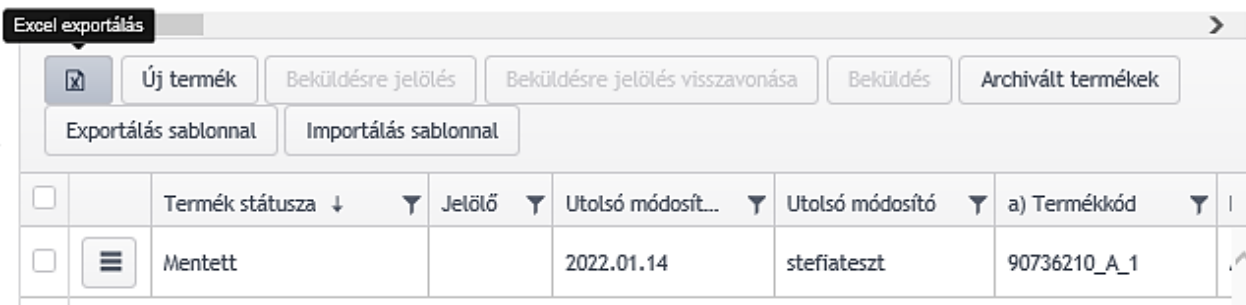 Excel exportálás
Új termék Beküldésre jelölés Beküldésre jelölés visszavonása Beküldés Archivált termékek
Exportálás sablonnal Importálás sablonnal
Termék státusza ↓ Jelölő Utolsó módosít... Utolsó módosító a) Termékkód
Mentett 2022.01.14 stefiateszt 90736210_A_1